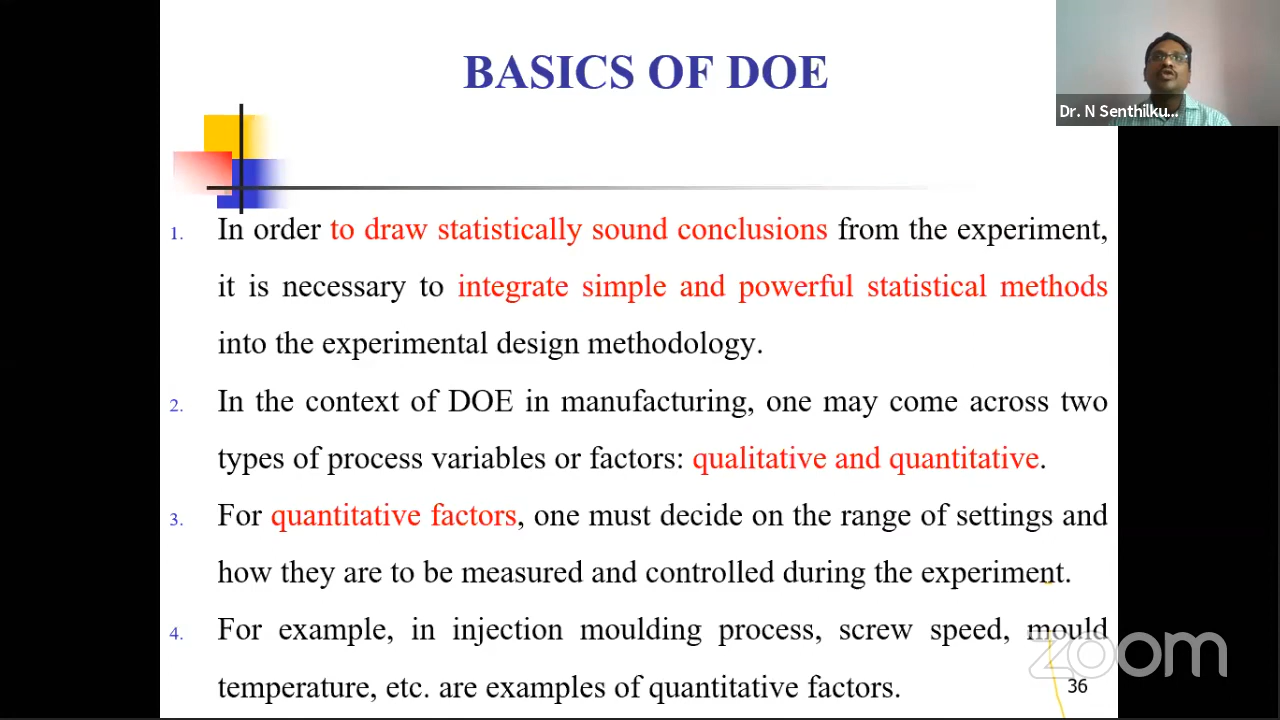 BASICS OF DOE
Dr. N Senthilku...
1. In order to draw statistically sound conclusions from the experiment,
it is necessary to integrate simple and powerful statistical methods
into the experimental design methodology.
2. In the context of DOE in manufacturing, one may come across two
types of process variables or factors: qualitative and quantitative.
3. For quantitative factors, one must decide on the range of settings and
how they are to be measured and controlled during the experiment.
4. For example, in injection moulding process, screw speed, mould
temperature, etc. are examples of quantitative factors.
zoom
36